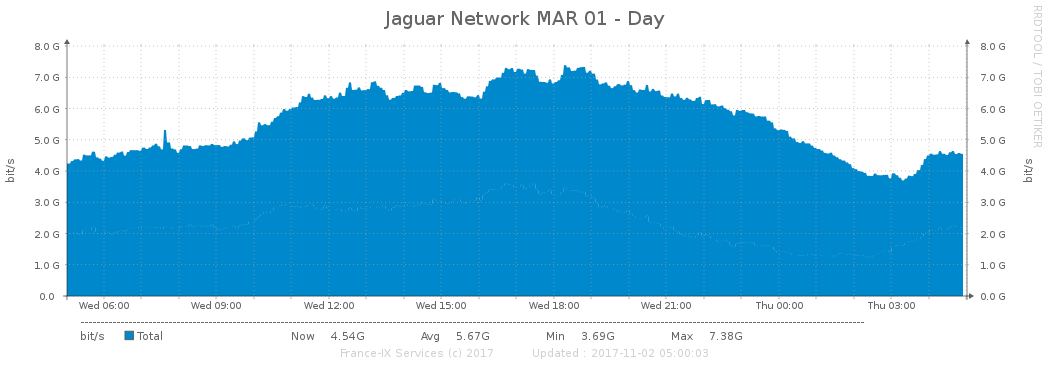 Jaguar Network MAR 01 - Day
RRDTOOL / TOBI OETIKER
8.0 G 8.0 G
7.0 G 7.0 G
6.0 G 6.0 G
5.0 G 5.0 G
4.0 G 4.0 G
3.0 G 3.0 G
2.0 G 2.0 G
1.0 G 1.0 G
0.0 0.0 G
bit/s
bit/s
Wed 06:00 Wed 09:00 Wed 12:00 Wed 15:00 Wed 18:00 Wed 21:00 Thu 00:00 Thu 03:00
bit/s Total Now 4.54G Avg 5.67G Min 3.69G Max 7.38G
France-IX Services (c) 2017 Updated : 2017-11-02 05:00:03